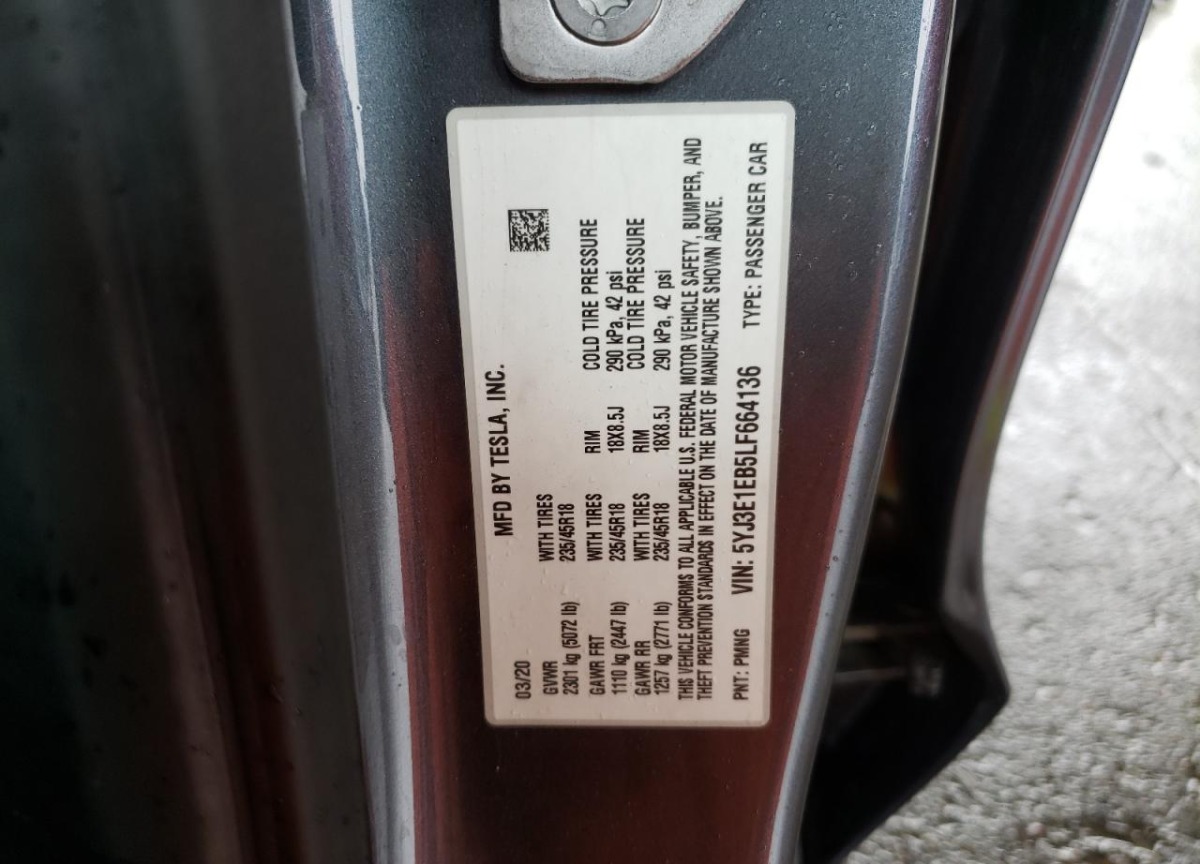 MFD BY TESLA, INC.
03/20
GVWR WITH TIRES
2301 kg (5072 lb) 235/45R18
GAWR FRT WITH TIRES RIM COLD TIRE PRESSURE
1110 kg (2447 lb) 235/45R18 18X8.5J 290 kPa, 42 psi
GAWR RR WITH TIRES RIM COLD TIRE PRESSURE
1257 kg (2771 lb) 235/45R18 18X8.5J 290 kPa, 42 psi
THIS VEHICLE CONFORMS TO ALL APPLICABLE U.S. FEDERAL MOTOR VEHICLE SAFETY, BUMPER, AND
THEFT PREVENTION STANDARDS IN EFFECT ON THE DATE OF MANUFACTURE SHOWN ABOVE.
PNT: PMNG VIN: 5YJ3E1EB5LF664136 TYPE: PASSENGER CAR